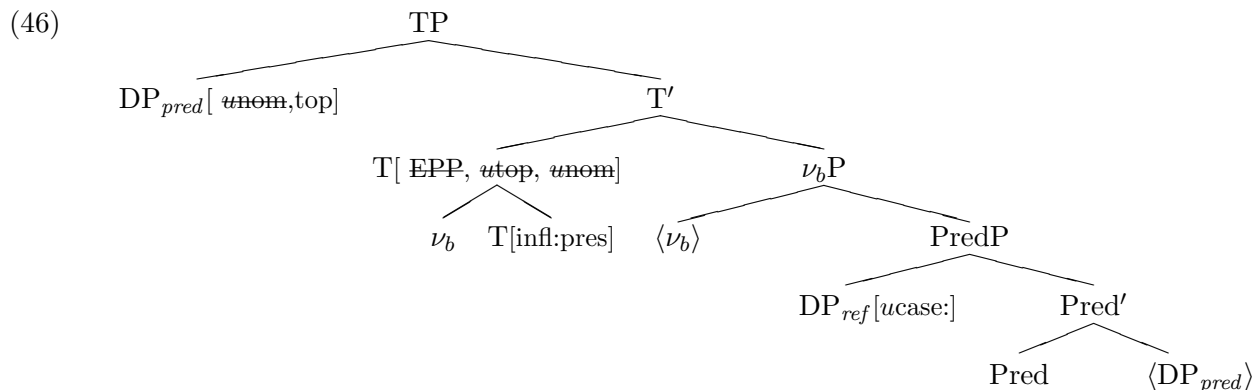 (46) TP
DP_pred[ unom,top] T′
T[ EPP, utop, unom] ν_bP
ν_b T[infl:pres] ⟨ν_b⟩ PredP
DP_ref[ucase:] Pred′
Pred ⟨DP_pred⟩